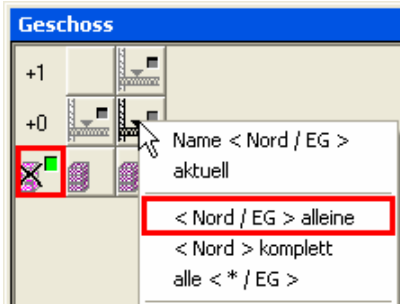 Geschoss
+1
+0
Name < Nord / EG >
aktuell
< Nord / EG > alleine
< Nord > komplett
alle < * / EG >